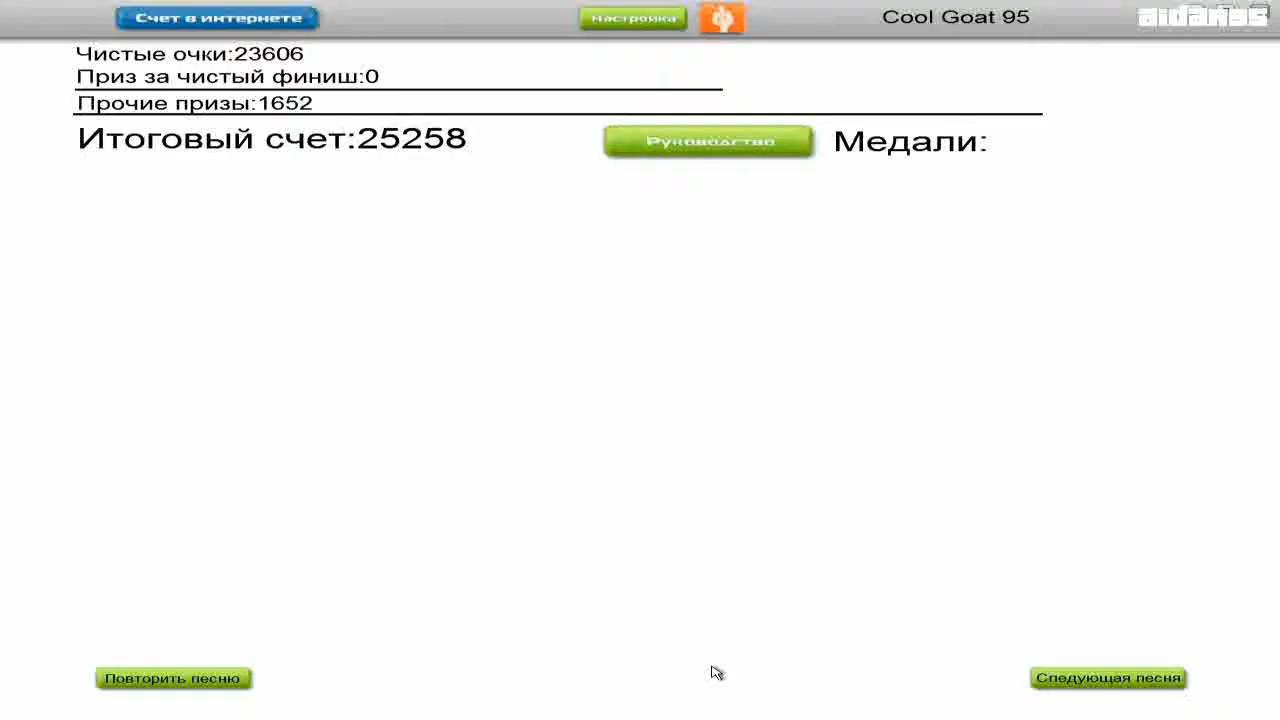 Счет в интернете
Настройка
Cool Goat 95
Чистые очки:23606
Приз за чистый финиш:0
Прочие призы:1652
Итоговый счет:25258
Руководство
Медали:
Повторить песню
Следующая песня